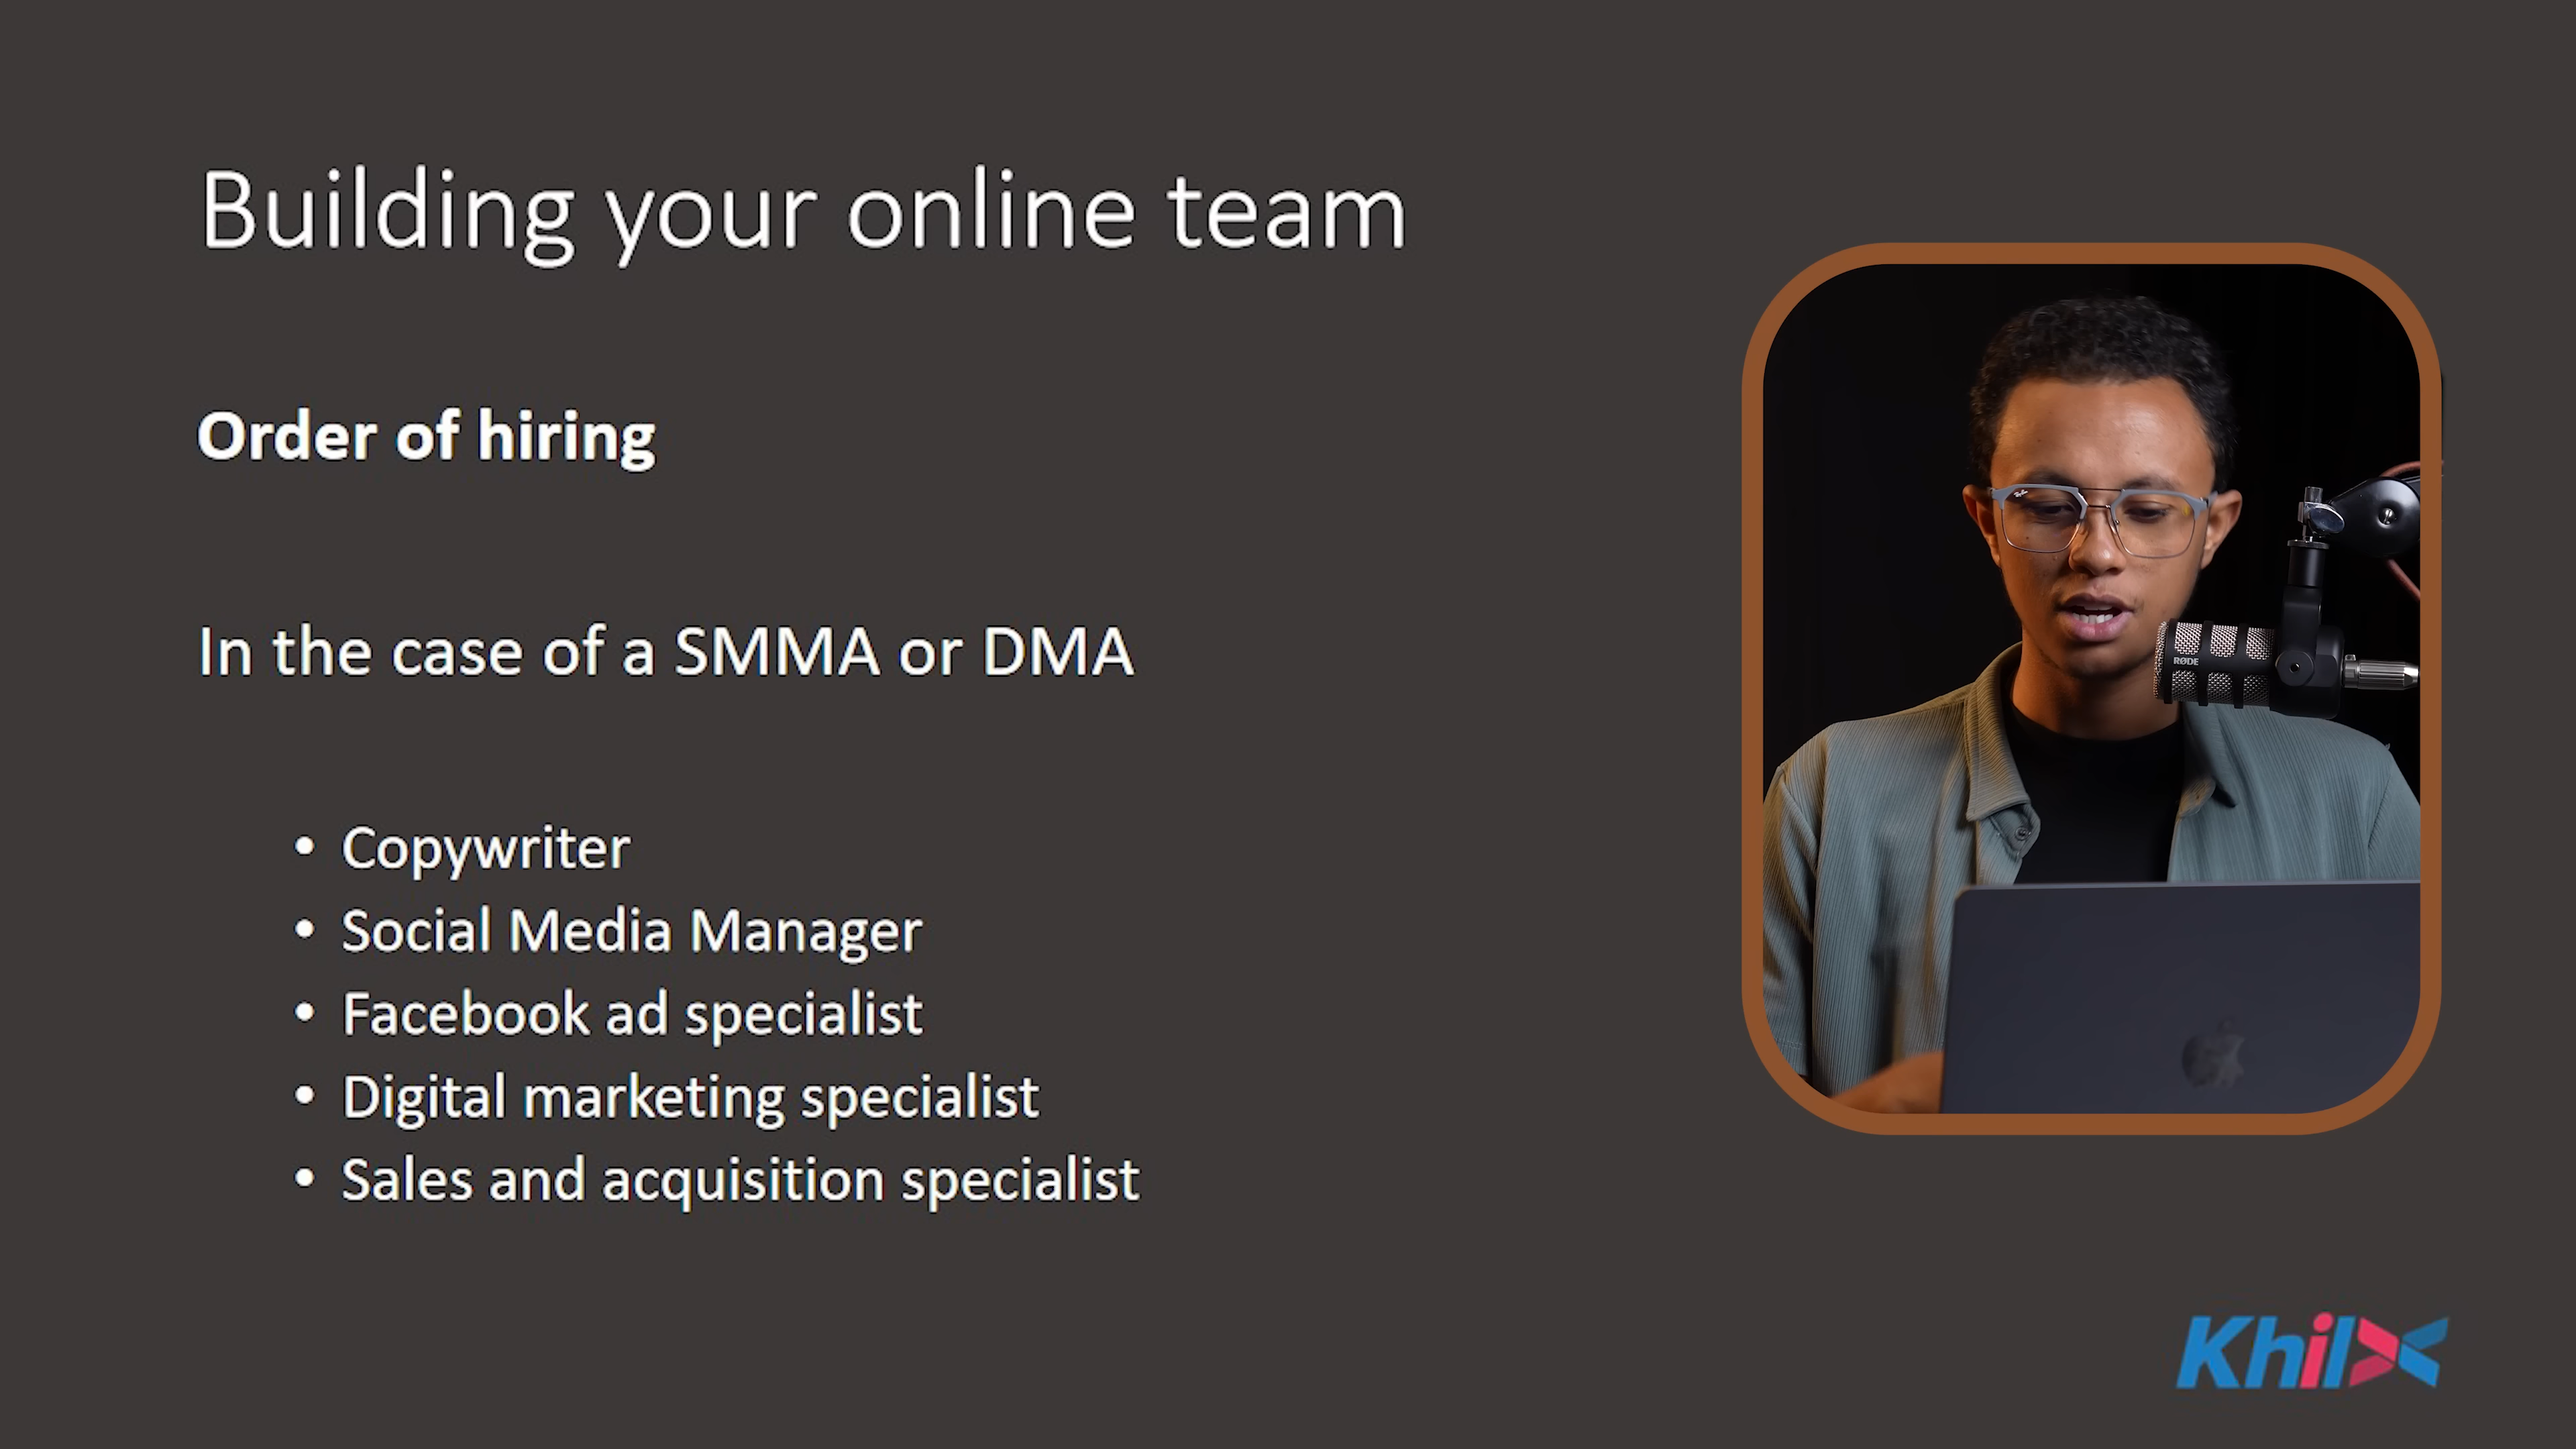 Building your online team
Order of hiring
In the case of a SMMA or DMA
• Copywriter
• Social Media Manager
• Facebook ad specialist
• Digital marketing specialist
• Sales and acquisition specialist
RØDE
KhilX